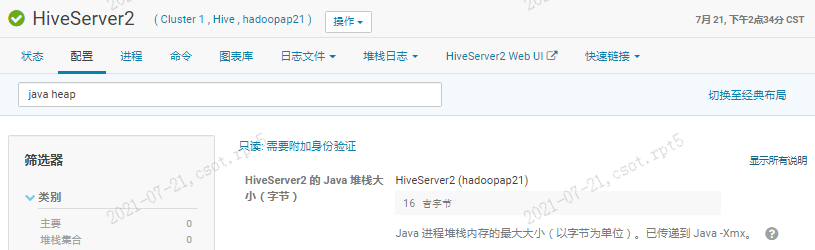 HiveServer2 ( Cluster 1 , Hive , hadoopap21 ) 操作 7月 21, 下午2点34分 CST
状态 配置 进程 命令 图表库 日志文件 堆栈日志 HiveServer2 Web UI 快速链接
java heap 切换至经典布局
筛选器
类别
主要 0
堆栈集合 0
只读: 需要附加身份验证
显示所有说明
HiveServer2 的 Java 堆栈大小（字节）
HiveServer2 (hadoopap21)
16 吉字节
Java 进程堆栈内存的最大大小（以字节为单位）。已传递到 Java -Xmx。
2021-07-21,csot.rpt5
2021-07-21,csot.rpt5
2021-07-21,csot.rpt5